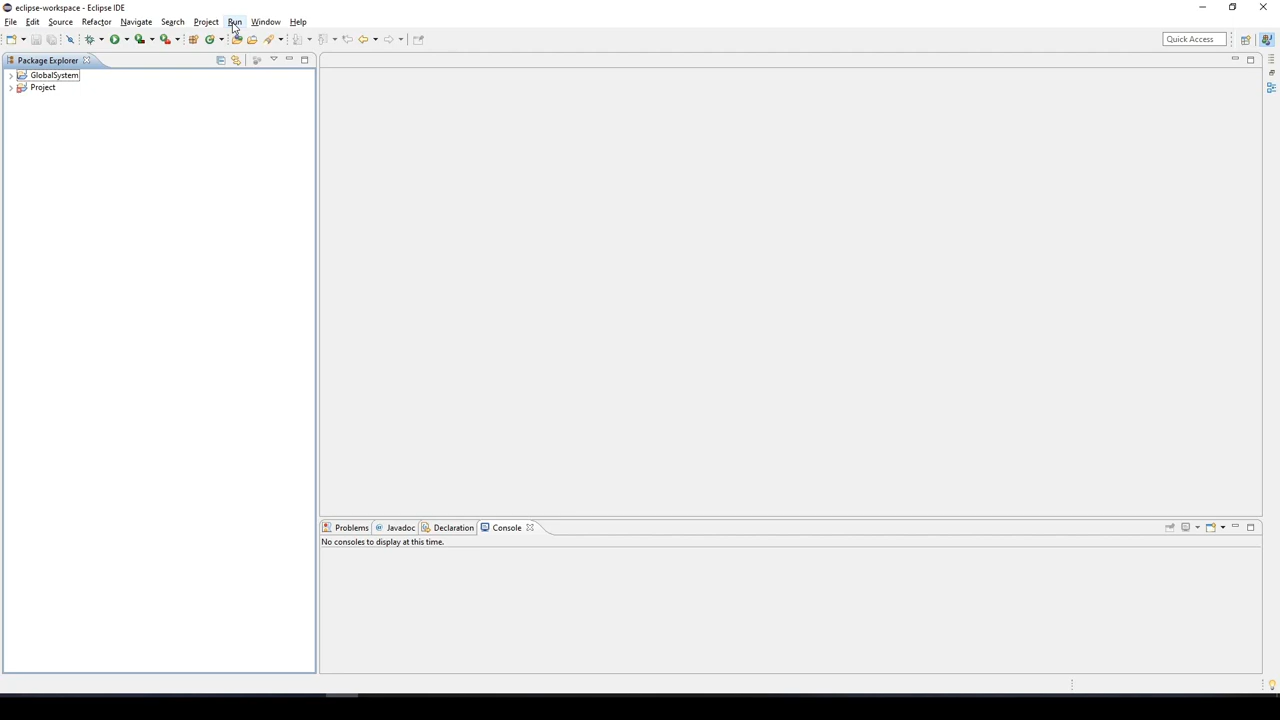 eclipse-workspace - Eclipse IDE
File Edit Source Refactor Navigate Search Project Run Window Help
Quick Access
Package Explorer
GlobalSystem
Project
Problems Javadoc Declaration Console
No consoles to display at this time.